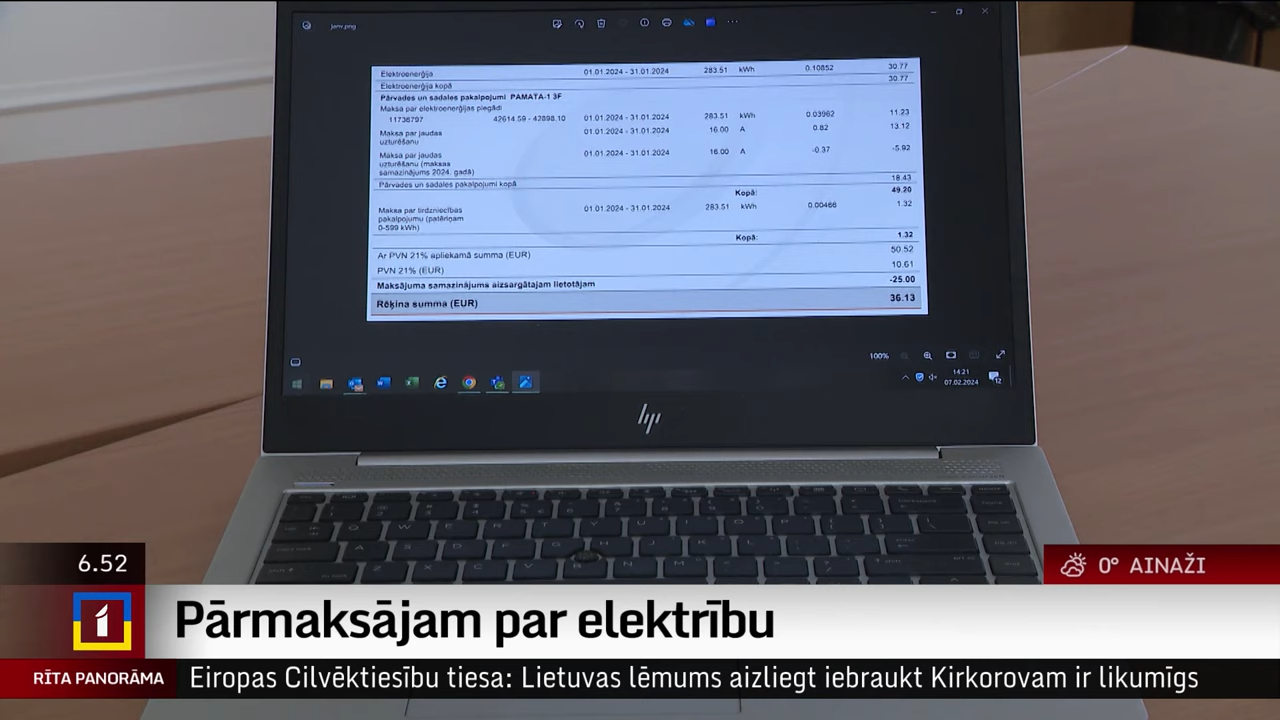 janv.png
Elektroenerģija 01.01.2024 - 31.01.2024 283.51 kWh 0.10852 30.77
Elektroenerģija kopā 30.77
Pārvades un sadales pakalpojumi PAMATA-1 3F
Maksa par elektroenerģijas piegādi
11736797 42614.59 - 42898.10 01.01.2024 - 31.01.2024 283.51 kWh 0.03962 11.23
Maksa par jaudas uzturēšanu 01.01.2024 - 31.01.2024 16.00 A 0.82 13.12
Maksa par jaudas uzturēšanu (maksas samazinājums 2024. gadā) 01.01.2024 - 31.01.2024 16.00 A -0.37 -5.92
Pārvades un sadales pakalpojumi kopā 18.43
Kopā: 49.20
Maksa par tirdzniecības pakalpojumu (patēriņam 0-599 kWh) 01.01.2024 - 31.01.2024 283.51 kWh 0.00466 1.32
Kopā: 1.32
Ar PVN 21% apliekamā summa (EUR) 50.52
PVN 21% (EUR) 10.61
Maksājuma samazinājums aizsargātajam lietotājam -25.00
Rēķina summa (EUR) 36.13
100%
14:21
07.02.2024
hp
6.52
0° AINAŽI
1
Pārmaksājam par elektrību
RĪTA PANORĀMA
Eiropas Cilvēktiesību tiesa: Lietuvas lēmums aizliegt iebraukt Kirkorovam ir likumīgs